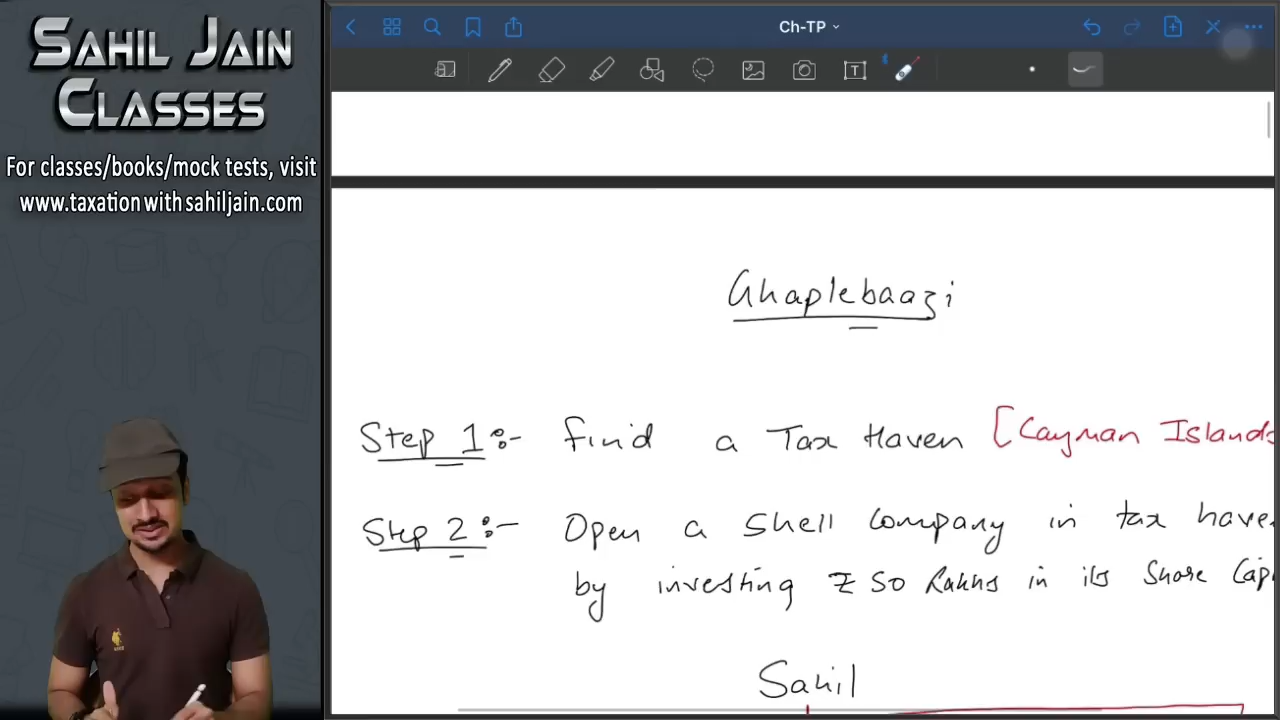 SAHIL JAIN
CLASSES
For classes/books/mock tests, visit
www.taxationwithsahiljain.com
Ch-TP
T
Ghaplebaazi
Step 1:- Find a Tax Haven [Cayman Islands
Step 2:- Open a Shell Company in tax have
by investing ₹ 50 Lakhs in its Share Cap
Sahil